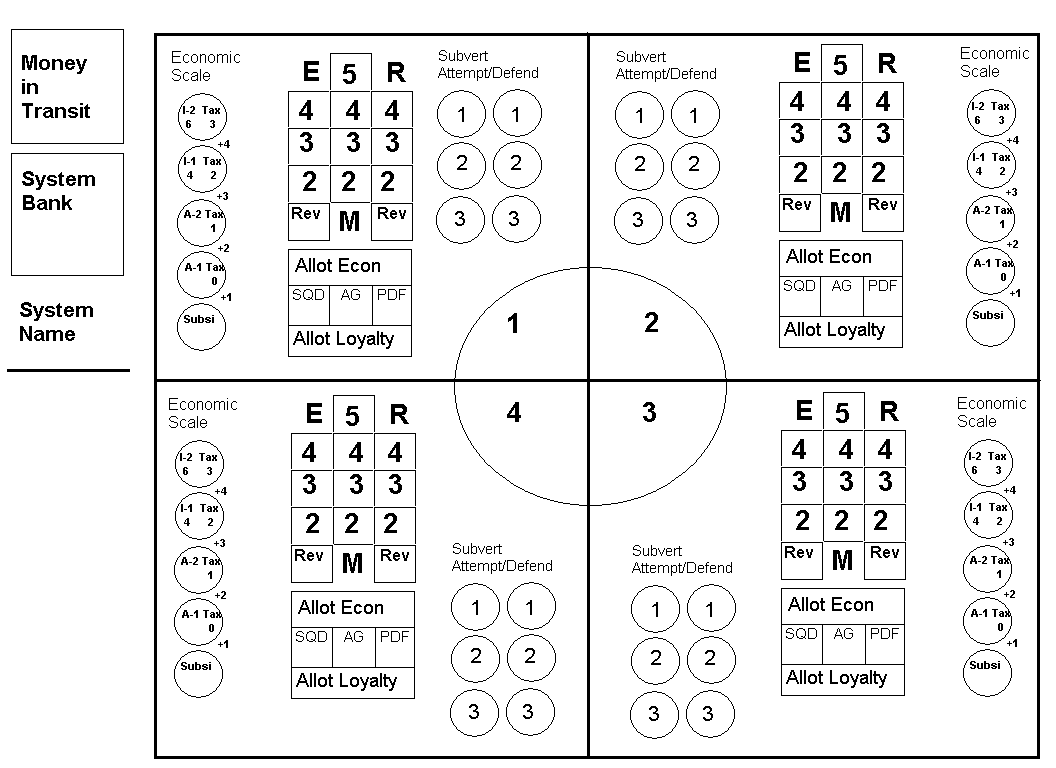 Money
in
Transit
System
Bank
System
Name
Economic
Scale
I-2 Tax
6 3
+4
I-1 Tax
4 2
+3
A-2 Tax
1
+2
A-1 Tax
0
+1
Subsi
E 5 R
4 4 4
3 3 3
2 2 2
Rev M Rev
Allot Econ
SQD AG PDF
Allot Loyalty
Subvert
Attempt/Defend
1 1
2 2
3 3
1
Subvert
Attempt/Defend
1 1
2 2
3 3
E 5 R
4 4 4
3 3 3
2 2 2
Rev M Rev
Allot Econ
SQD AG PDF
Allot Loyalty
Economic
Scale
I-2 Tax
6 3
+4
I-1 Tax
4 2
+3
A-2 Tax
1
+2
A-1 Tax
0
+1
Subsi
2
Economic
Scale
I-2 Tax
6 3
+4
I-1 Tax
4 2
+3
A-2 Tax
1
+2
A-1 Tax
0
+1
Subsi
E 5 R
4 4 4
3 3 3
2 2 2
Rev M Rev
Allot Econ
SQD AG PDF
Allot Loyalty
4
Subvert
Attempt/Defend
1 1
2 2
3 3
3
Subvert
Attempt/Defend
1 1
2 2
3 3
E 5 R
4 4 4
3 3 3
2 2 2
Rev M Rev
Allot Econ
SQD AG PDF
Allot Loyalty
Economic
Scale
I-2 Tax
6 3
+4
I-1 Tax
4 2
+3
A-2 Tax
1
+2
A-1 Tax
0
+1
Subsi